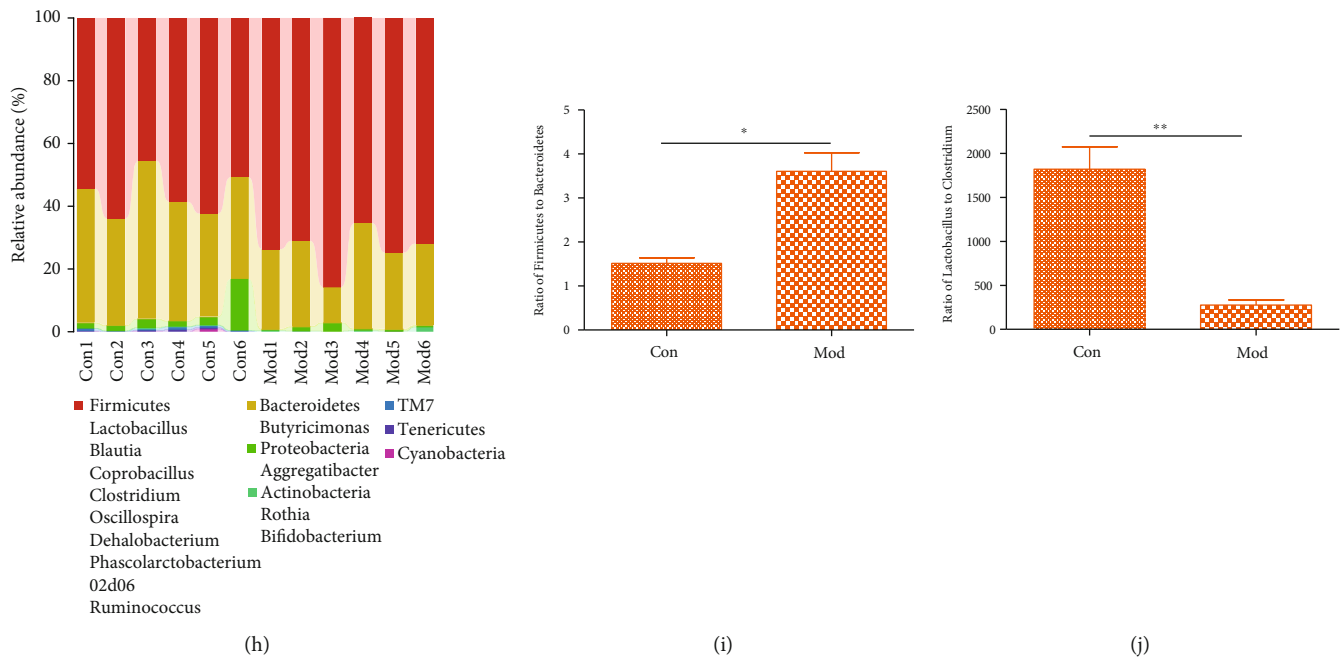 Relative abundance (%)
100
80
60
40
20
0
Con1
Con2
Con3
Con4
Con5
Con6
Mod1
Mod2
Mod3
Mod4
Mod5
Mod6
Firmicutes
Lactobacillus
Blautia
Coprobacillus
Clostridium
Oscillospira
Dehalobacterium
Phascolarctobacterium
02d06
Ruminococcus
Bacteroidetes
Butyricimonas
Proteobacteria
Aggregatibacter
Actinobacteria
Rothia
Bifidobacterium
TM7
Tenericutes
Cyanobacteria
(h)
Ratio of Firmicutes to Bacteroidetes
5
4
3
2
1
0
*
Con
Mod
(i)
Ratio of Lactobacillus to Clostridium
2500
2000
1500
1000
500
0
**
Con
Mod
(j)